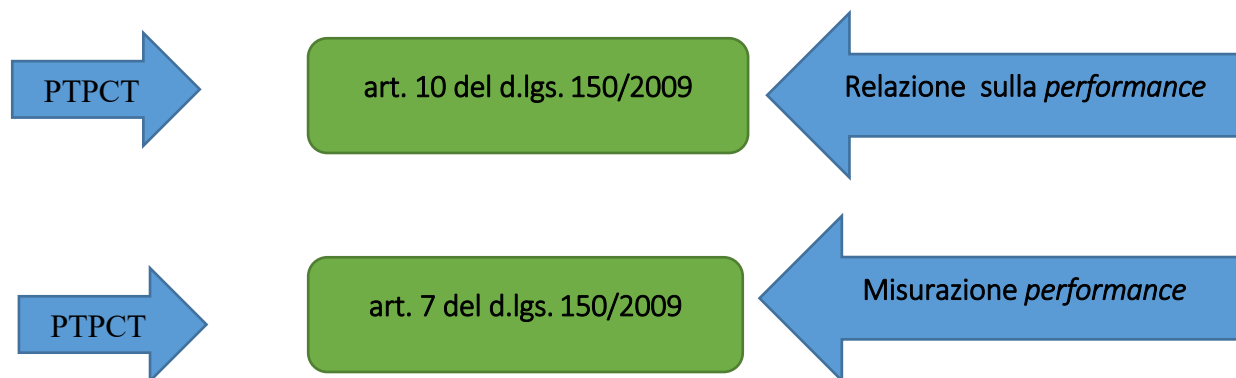 PTPCT
art. 10 del d.lgs. 150/2009
Relazione sulla performance
PTPCT
art. 7 del d.lgs. 150/2009
Misurazione performance